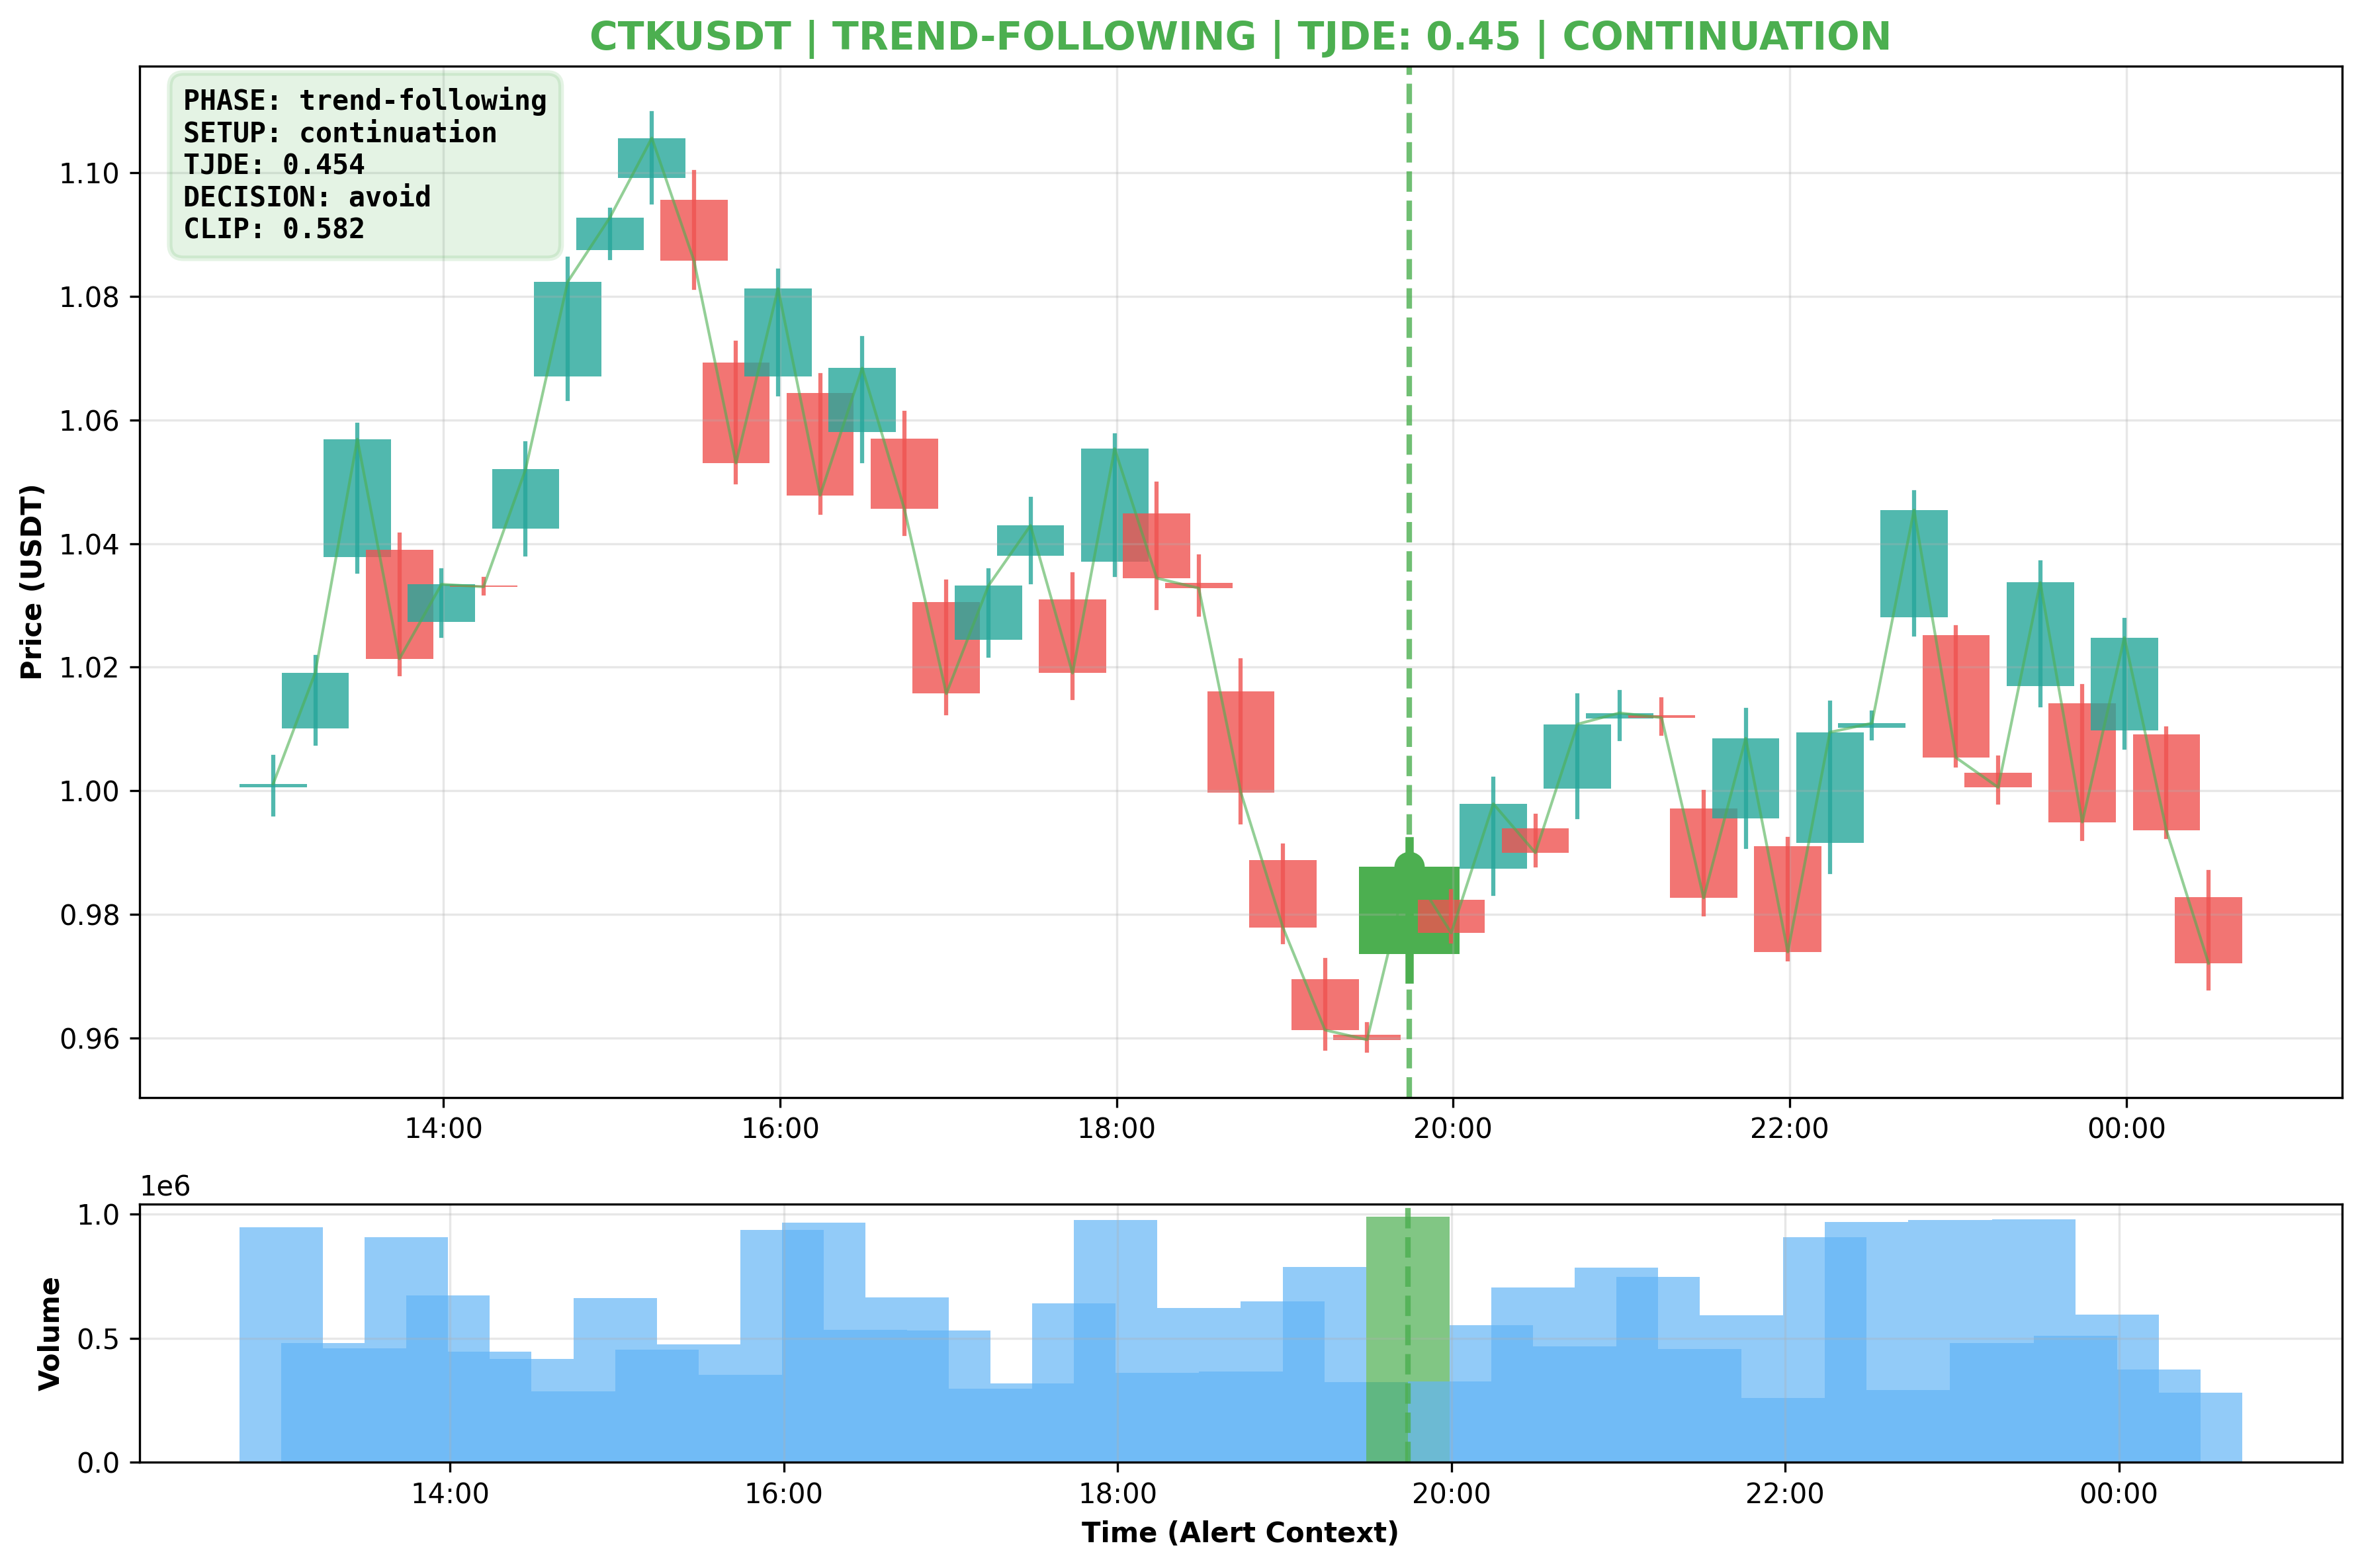 CTKUSDT | TREND-FOLLOWING | TJDE: 0.45 | CONTINUATION
PHASE: trend-following
SETUP: continuation
TJDE: 0.454
DECISION: avoid
CLIP: 0.582
Price (USDT)
1.10
1.08
1.06
1.04
1.02
1.00
0.98
0.96
14:00
16:00
18:00
20:00
22:00
00:00
1e6
Volume
1.0
0.5
0.0
14:00
16:00
18:00
20:00
22:00
00:00
Time (Alert Context)